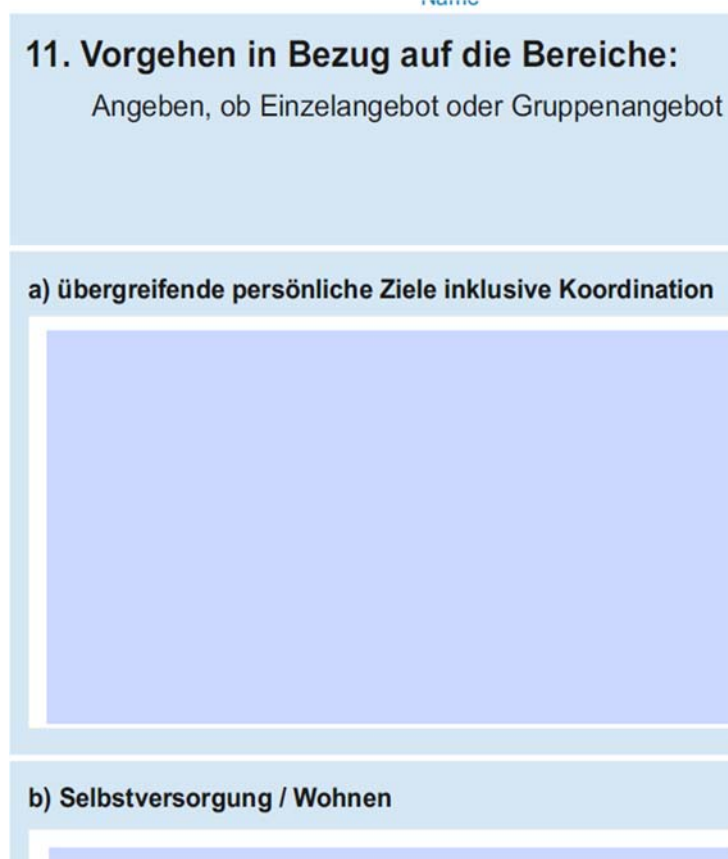 Name
11. Vorgehen in Bezug auf die Bereiche:
Angeben, ob Einzelangebot oder Gruppenangebot
a) übergreifende persönliche Ziele inklusive Koordination
b) Selbstversorgung / Wohnen